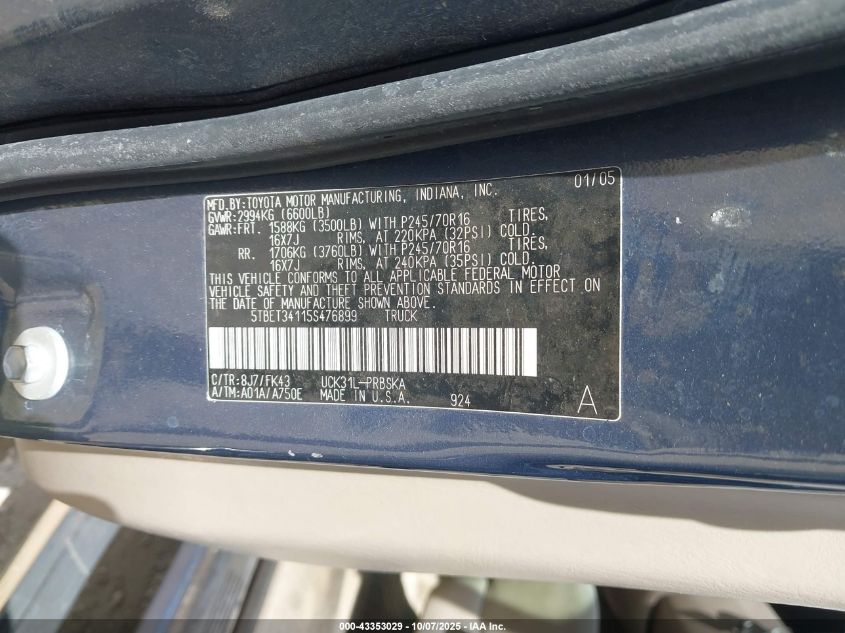 01/05
MFD.BY:TOYOTA MOTOR MANUFACTURING, INDIANA, INC.
GVWR:2994KG (6600LB)
GAWR:FRT. 1588KG (3500LB) WITH P245/70R16 TIRES,
16X7J RIMS, AT 220KPA (32PSI) COLD.
RR. 1706KG (3760LB) WITH P245/70R16 TIRES,
16X7J RIMS, AT 240KPA (35PSI) COLD.
THIS VEHICLE CONFORMS TO ALL APPLICABLE FEDERAL MOTOR
VEHICLE SAFETY AND THEFT PREVENTION STANDARDS IN EFFECT ON
THE DATE OF MANUFACTURE SHOWN ABOVE.
5TBET34115S476899 TRUCK
C/TR:8J7/FK43 UCK31L-PRBSKA
A/TM:A01A/A750E MADE IN U.S.A. 924 A
000-43353029 - 10/07/2025 - www.iaai.com